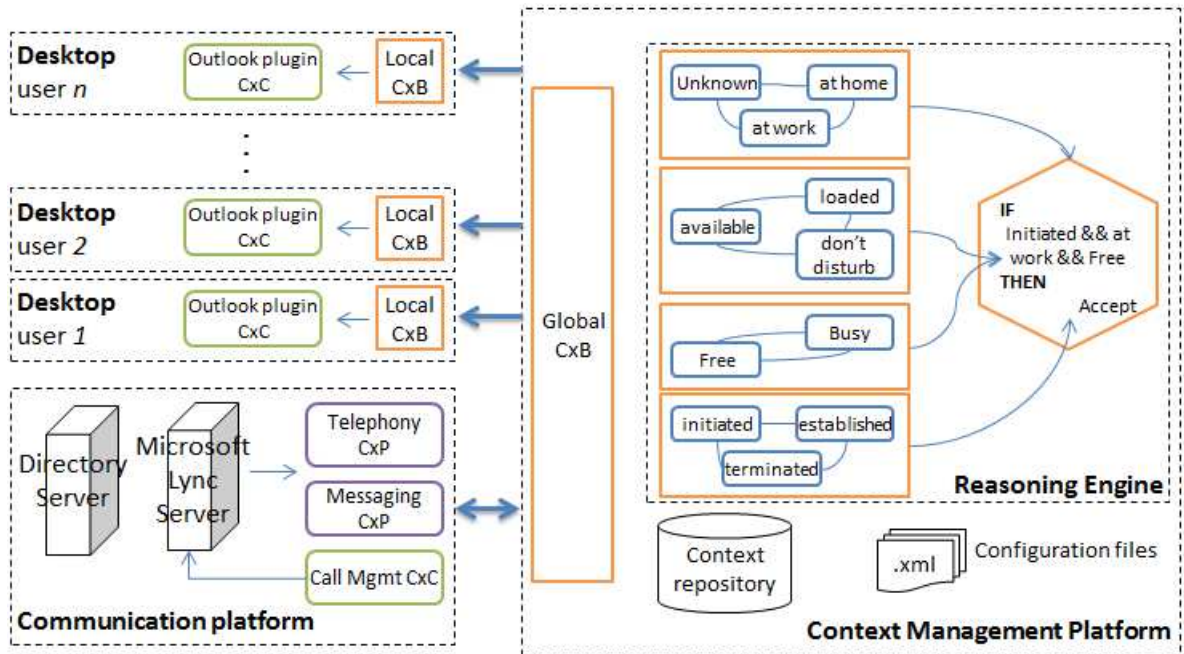 Desktop
user n
Outlook plugin
CxC
Local
CxB
Desktop
user 2
Outlook plugin
CxC
Local
CxB
Desktop
user 1
Outlook plugin
CxC
Local
CxB
Directory
Server
Microsoft
Lync
Server
Telephony
CxP
Messaging
CxP
Call Mgmt CxC
Communication platform
Global
CxB
Unknown
at home
at work
loaded
available
don't
disturb
Busy
Free
initiated
established
terminated
IF
Initiated && at
work && Free
THEN
Accept
Reasoning Engine
Context
repository
.xml
Configuration files
Context Management Platform